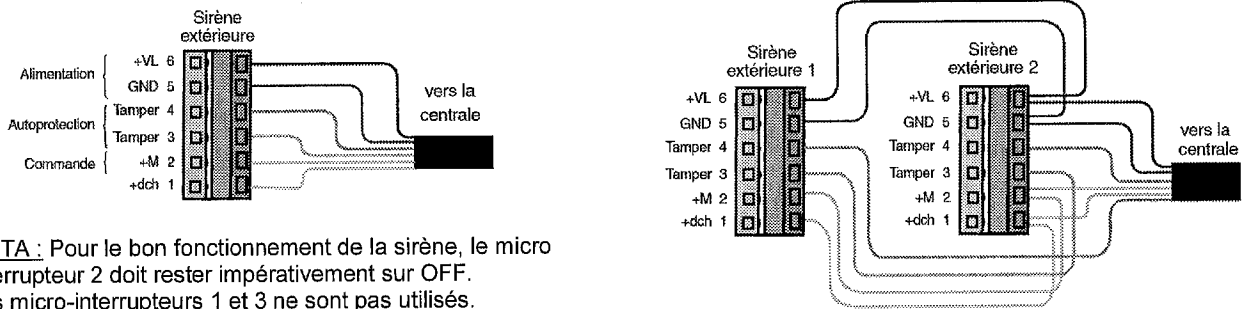 Sirène
extérieure
Alimentation
+VL 6
GND 5
Autoprotection
Tamper 4
Tamper 3
Commande
+M 2
+dch 1
vers la
centrale
TA : Pour le bon fonctionnement de la sirène, le micro
errupteur 2 doit rester impérativement sur OFF.
s micro-interrupteurs 1 et 3 ne sont pas utilisés.
Sirène
extérieure 1
+VL 6
GND 5
Tamper 4
Tamper 3
+M 2
+dch 1
Sirène
extérieure 2
+VL 6
GND 5
Tamper 4
Tamper 3
+M 2
+dch 1
vers la
centrale